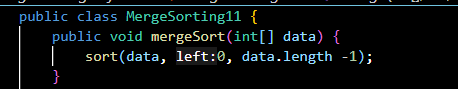 public class MergeSorting11 {
public void mergeSort(int[] data) {
sort(data, left:0, data.length -1);
}